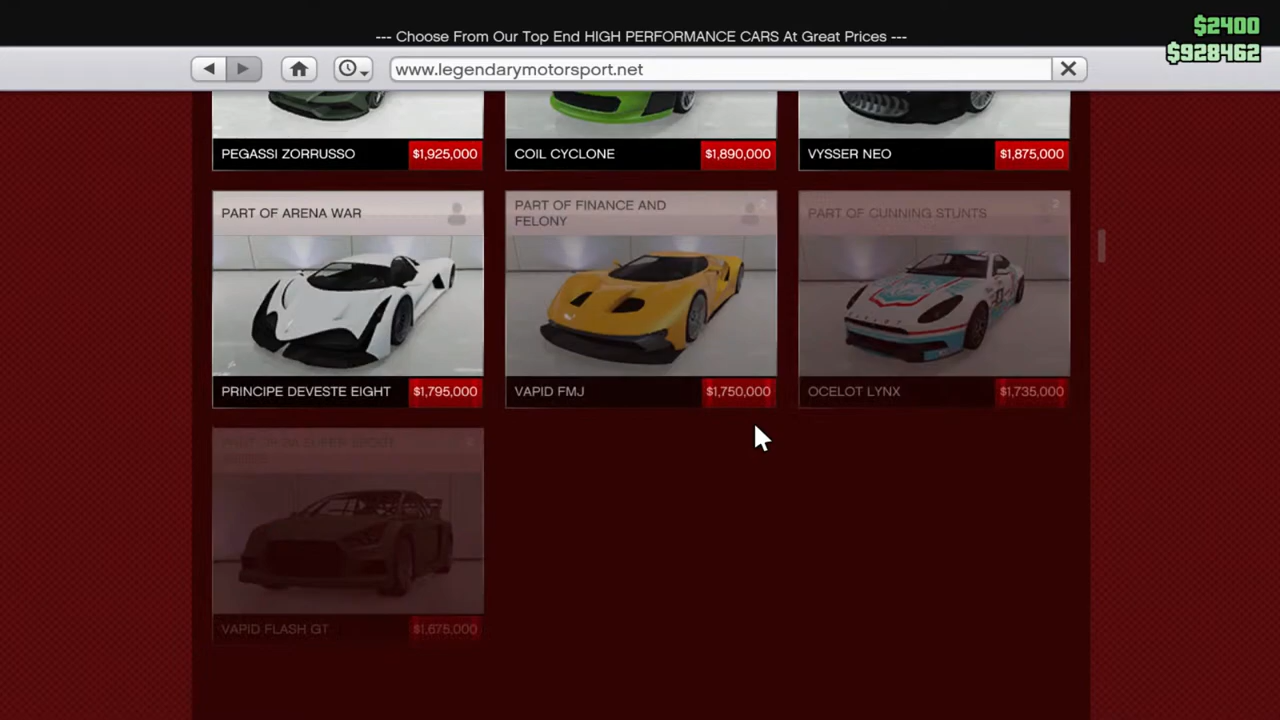 $2400
--- Choose From Our Top End HIGH PERFORMANCE CARS At Great Prices ---
$928462
www.legendarymotorsport.net
PEGASSI ZORRUSSO $1,925,000
COIL CYCLONE $1,890,000
VYSSER NEO $1,875,000
PART OF ARENA WAR
PART OF FINANCE AND
FELONY
2
PART OF CUNNING STUNTS
2
PRINCIPE DEVESTE EIGHT $1,795,000
VAPID FMJ $1,750,000
OCELOT LYNX $1,735,000
VAPID FLASH GT $1,675,000